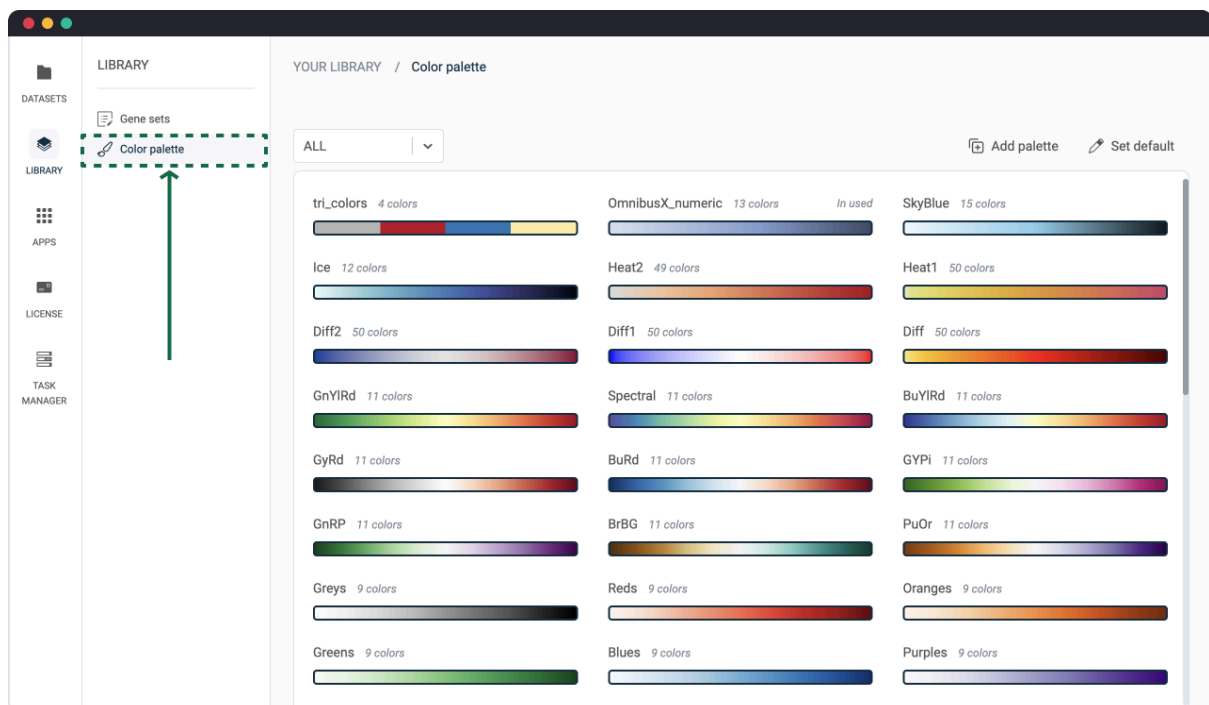 DATASETS
LIBRARY
APPS
LICENSE
TASK
MANAGER
LIBRARY
Gene sets
Color palette
YOUR LIBRARY / Color palette
ALL
Add palette
Set default
tri_colors 4 colors
OmnibusX_numeric 13 colors In used
SkyBlue 15 colors
Ice 12 colors
Heat2 49 colors
Heat1 50 colors
Diff2 50 colors
Diff1 50 colors
Diff 50 colors
GnYlRd 11 colors
Spectral 11 colors
BuYlRd 11 colors
GyRd 11 colors
BuRd 11 colors
GYPi 11 colors
GnRP 11 colors
BrBG 11 colors
PuOr 11 colors
Greys 9 colors
Reds 9 colors
Oranges 9 colors
Greens 9 colors
Blues 9 colors
Purples 9 colors